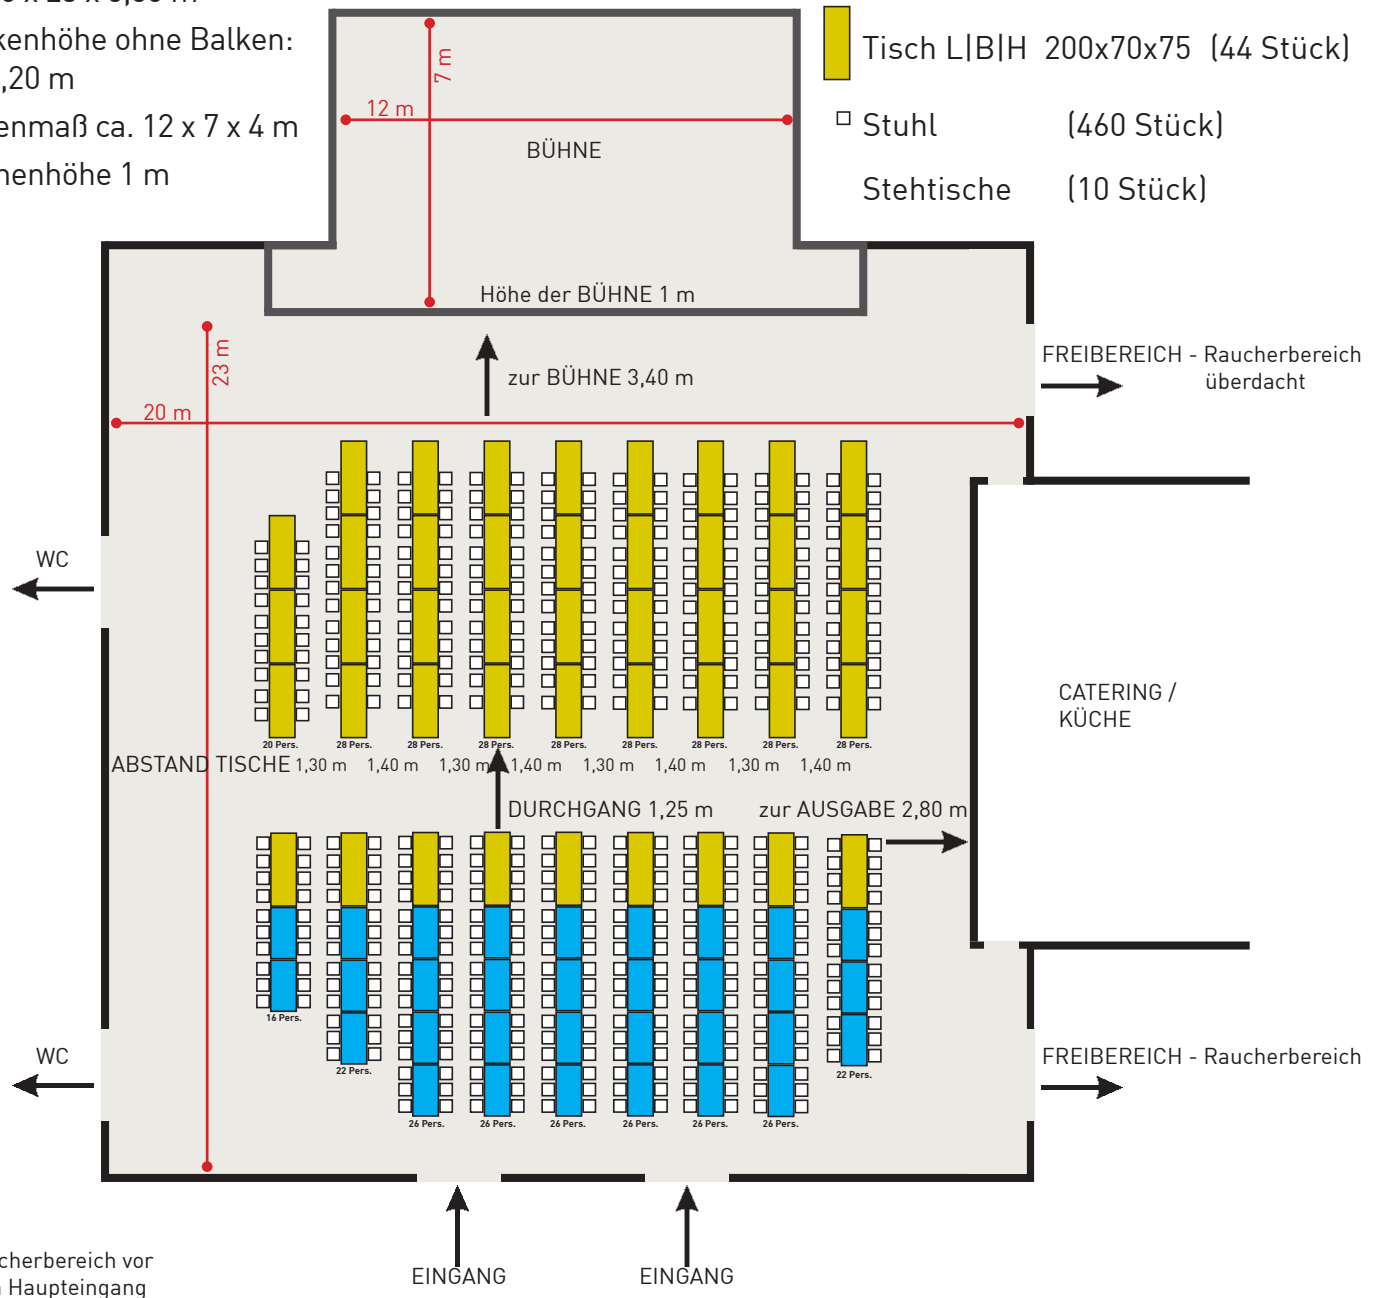 kenhöhe ohne Balken:
,20 m
enmaß ca. 12 x 7 x 4 m
nenhöhe 1 m
Tisch L|B|H 200x70x75 (44 Stück)
Stuhl (460 Stück)
Stehtische (10 Stück)
7 m
12 m
BÜHNE
Höhe der BÜHNE 1 m
23 m
zur BÜHNE 3,40 m
20 m
FREIBEREICH - Raucherbereich
überdacht
WC
CATERING /
KÜCHE
20 Pers. 28 Pers. 28 Pers. 28 Pers. 28 Pers. 28 Pers. 28 Pers. 28 Pers. 28 Pers.
ABSTAND TISCHE 1,30 m 1,40 m 1,30 m 1,40 m 1,30 m 1,40 m 1,30 m 1,40 m
DURCHGANG 1,25 m
zur AUSGABE 2,80 m
16 Pers.
22 Pers.
22 Pers.
26 Pers. 26 Pers. 26 Pers. 26 Pers. 26 Pers. 26 Pers.
WC
FREIBEREICH - Raucherbereich
cherbereich vor
Haupteingang
EINGANG
EINGANG